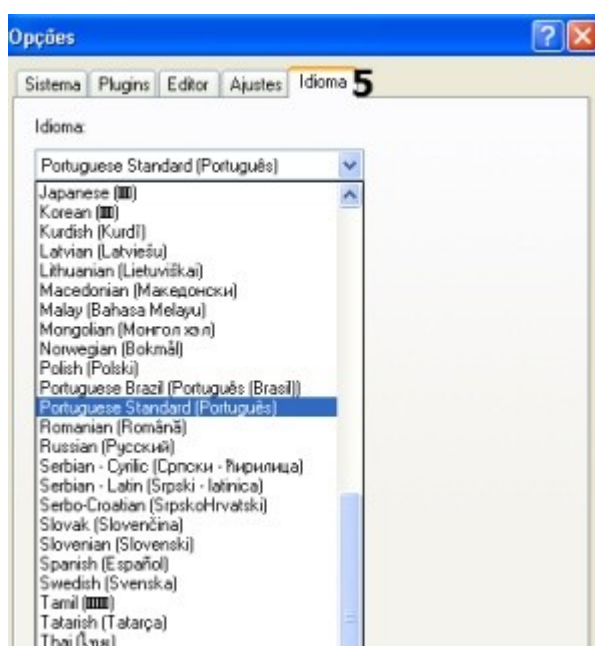 Opções
Sistema Plugins Editor Ajustes Idioma 5
Idioma:
Portuguese Standard (Português)
Japanese ()
Korean ()
Kurdish (Kurdî)
Latvian (Latviešu)
Lithuanian (Lietuviškai)
Macedonian (Македонски)
Malay (Bahasa Melayu)
Mongolian (Монгол хэл)
Norwegian (Bokmål)
Polish (Polski)
Portuguese Brazil (Português (Brasil))
Portuguese Standard (Português)
Romanian (Română)
Russian (Русский)
Serbian - Cyrilic (Српски - Ћирилица)
Serbian - Latin (Srpski - latinica)
Serbo-Croatian (SrpskoHrvatski)
Slovak (Slovenčina)
Slovenian (Slovenski)
Spanish (Español)
Swedish (Svenska)
Tamil ()
Tatarish (Tatarça)
Thai (ไทย)